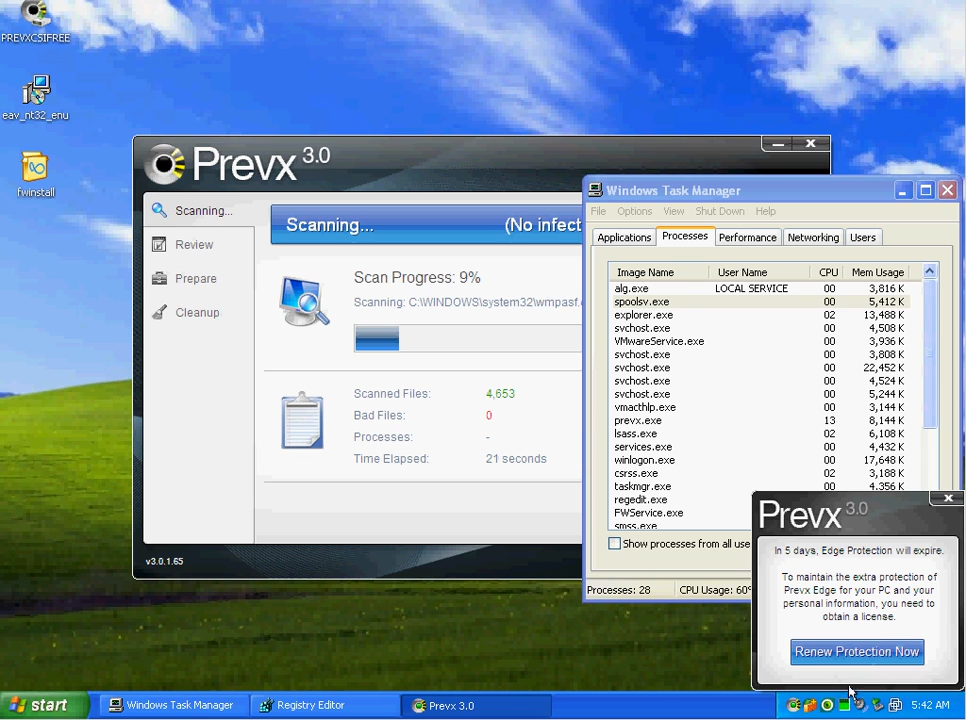 PREVXCSIFREE
eav_nt32_enu
fwinstall
Prevx 3.0
Scanning...
Review
Prepare
Cleanup
Scanning... (No infect
Scan Progress: 9%
Scanning: C:\WINDOWS\system32\wmpasf.
Scanned Files: 4,653
Bad Files: 0
Processes: -
Time Elapsed: 21 seconds
v3.0.1.65
Windows Task Manager
File Options View Shut Down Help
Applications Processes Performance Networking Users
Image Name User Name CPU Mem Usage
alg.exe LOCAL SERVICE 00 3,816 K
spoolsv.exe 00 5,412 K
explorer.exe 02 13,488 K
svchost.exe 00 4,508 K
VMwareService.exe 00 3,936 K
svchost.exe 00 3,808 K
svchost.exe 00 22,452 K
svchost.exe 00 4,524 K
svchost.exe 00 5,244 K
vmacthlp.exe 00 3,144 K
prevx.exe 13 8,144 K
lsass.exe 02 6,108 K
services.exe 00 4,432 K
winlogon.exe 00 17,648 K
csrss.exe 02 3,188 K
taskmgr.exe 00 4,356 K
regedit.exe
FWService.exe
smss.exe
Show processes from all use
Processes: 28 CPU Usage: 60%
Prevx 3.0
In 5 days, Edge Protection will expire.
To maintain the extra protection of
Prevx Edge for your PC and your
personal information, you need to
obtain a license.
Renew Protection Now
start Windows Task Manager Registry Editor Prevx 3.0 5:42 AM